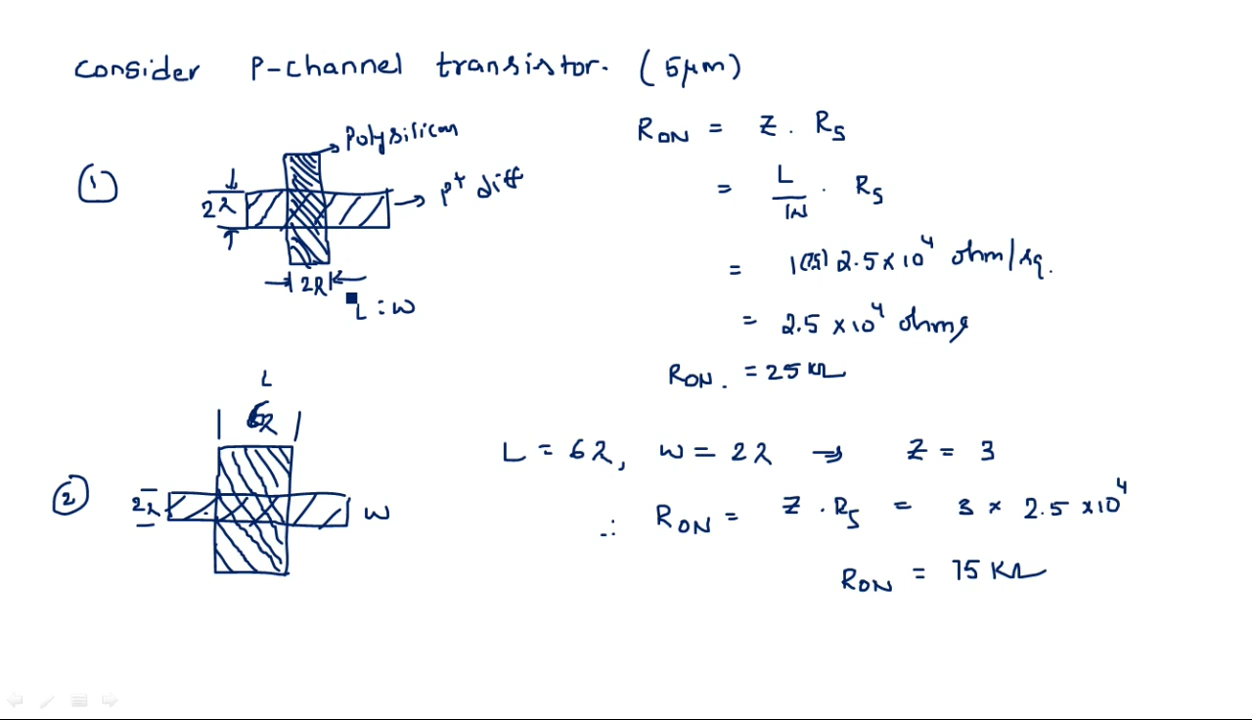 Consider P-channel transistor. (5μm)
①
Polysilicon
P+ diff
2λ
2λ
L : W
RON = Z . RS
= L/W . RS
= 1 (RS) 2.5 × 10^4 ohm/sq.
= 2.5 × 10^4 ohms
RON. = 25 KΩ
②
L
6λ
2λ
W
L = 6λ, W = 2λ → Z = 3
∴ RON = Z . RS = 3 × 2.5 × 10^4
RON = 75 KΩ